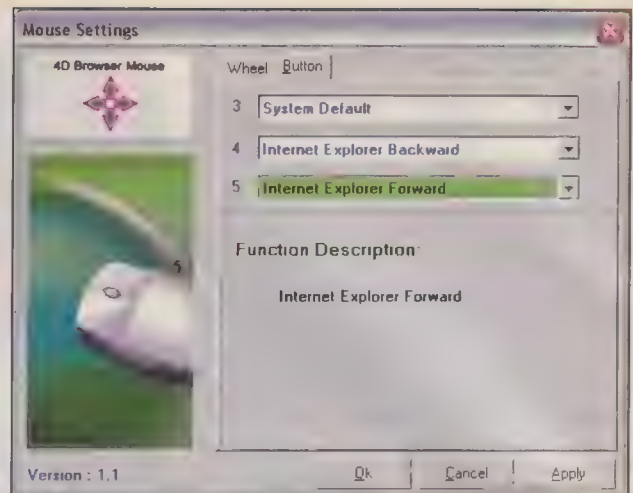 Mouse Settings
4D Browser Mouse
Wheel Button
3 System Default
4 Internet Explorer Backward
5 Internet Explorer Forward
5
Function Description:
Internet Explorer Forward
Version : 1.1
Ok Cancel Apply